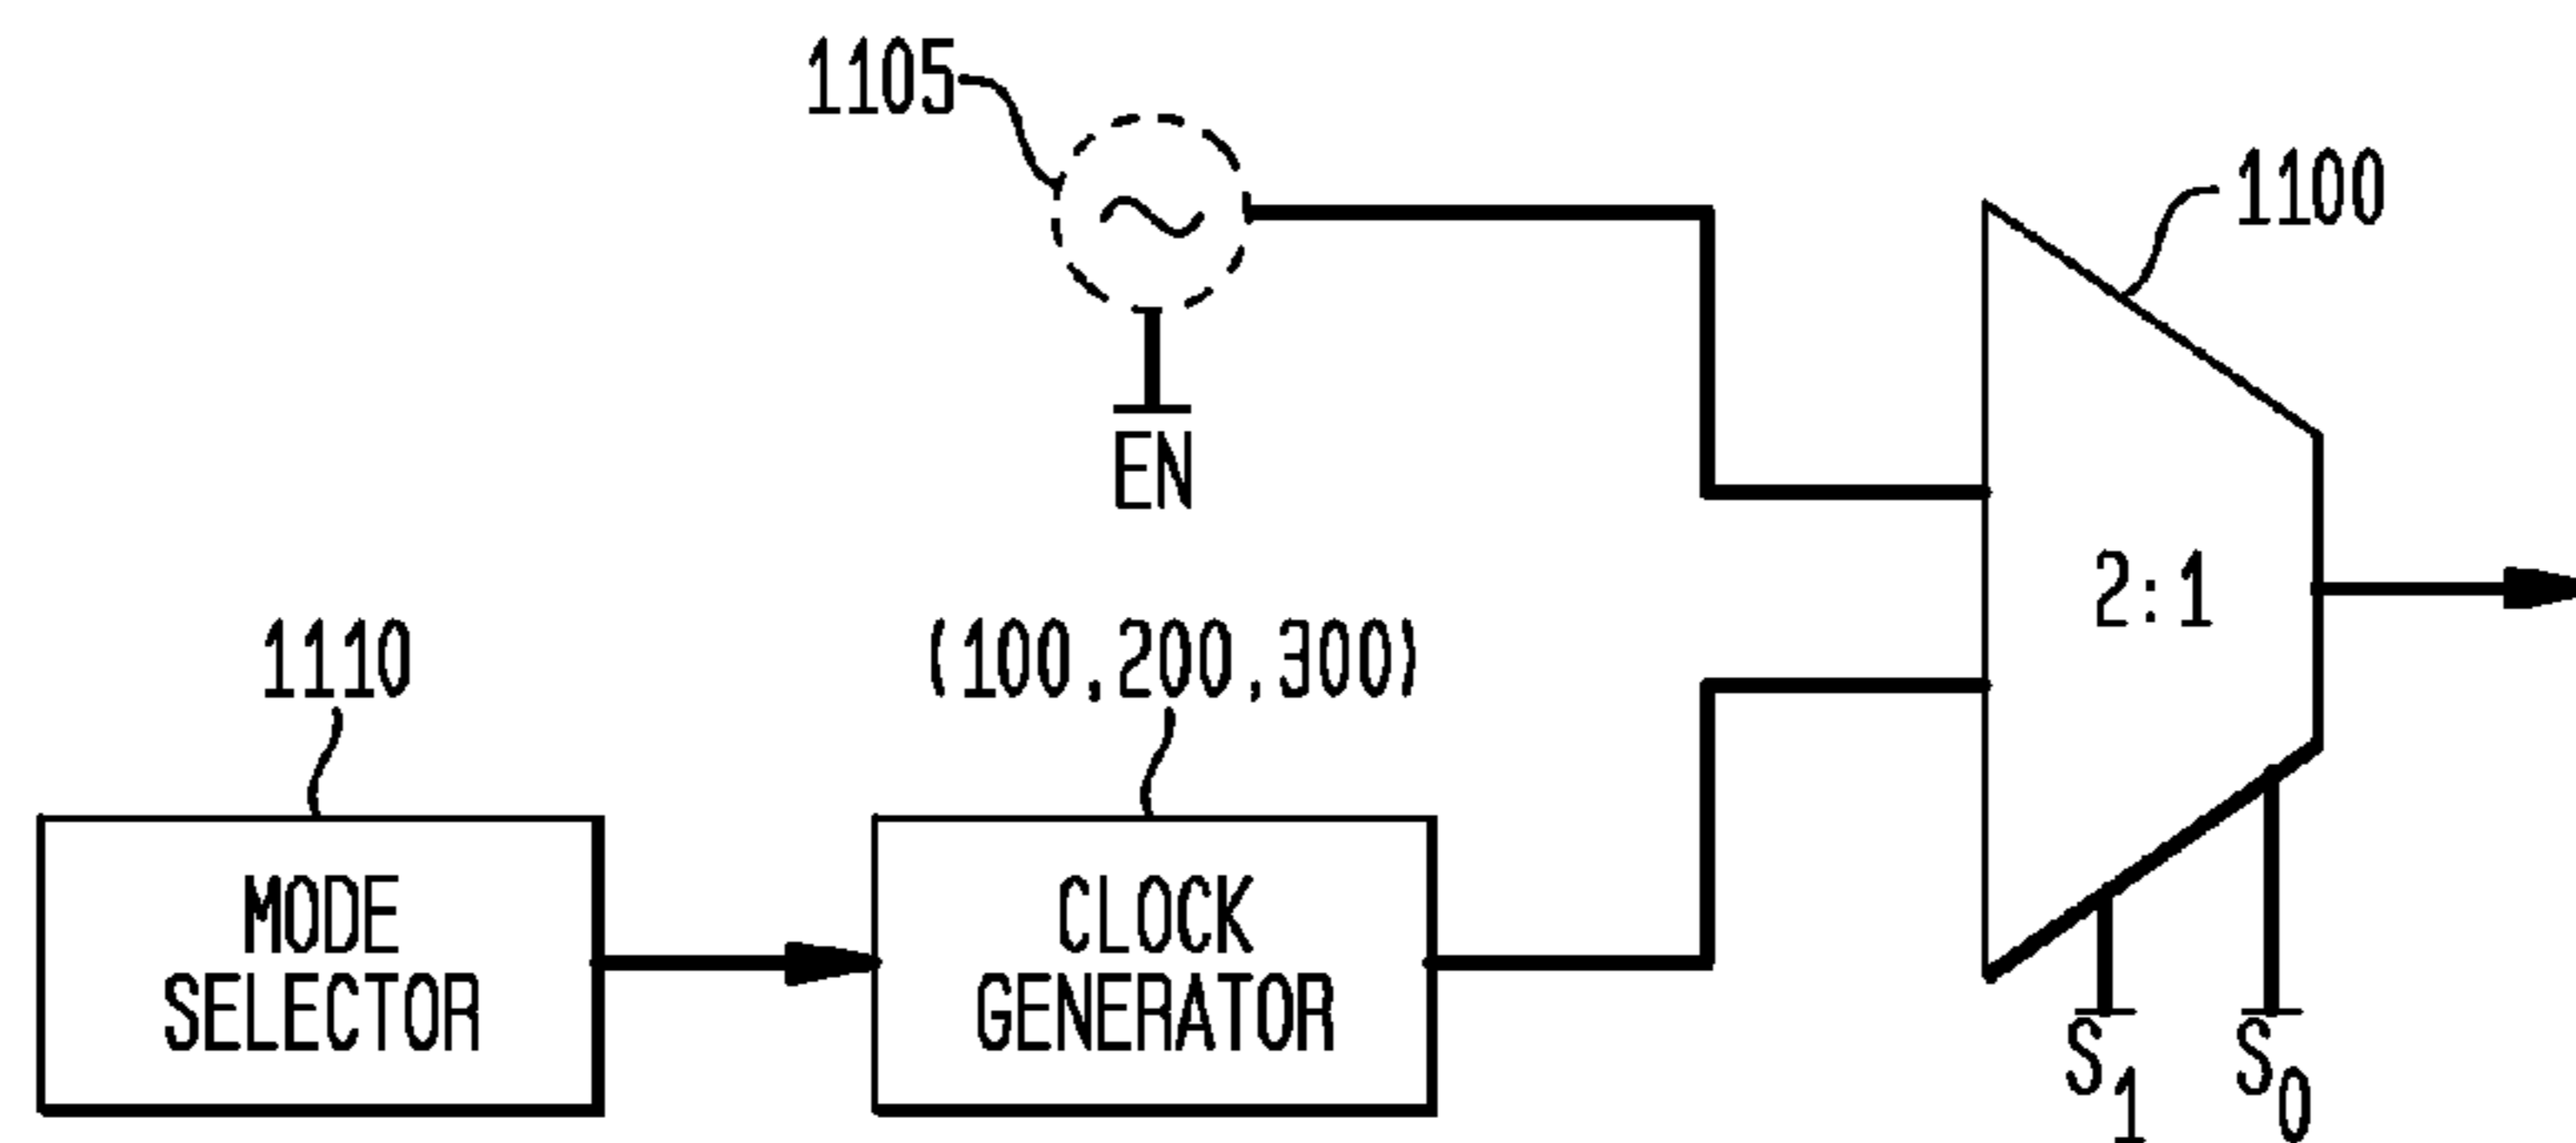 1105
1100
EN
2:1
1110
(100,200,300)
MODE
SELECTOR
CLOCK
GENERATOR
S1
S0